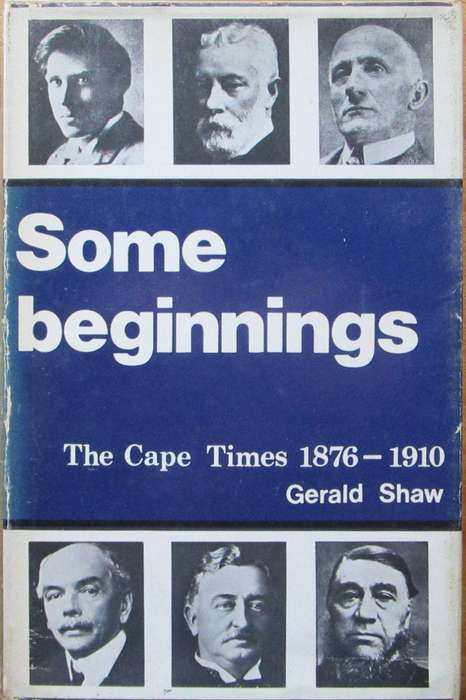 Some
beginnings
The Cape Times 1876–1910
Gerald Shaw